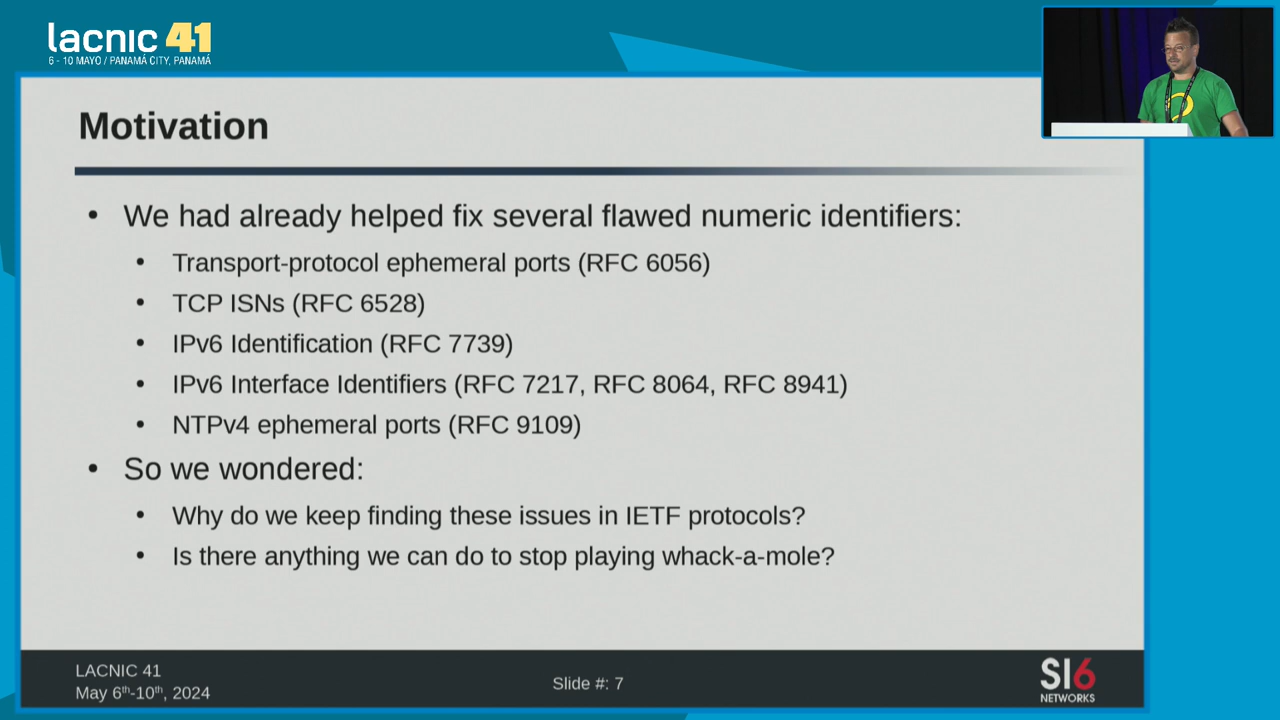 lacnic 41
6 - 10 MAYO / PANAMÁ CITY, PANAMÁ
Motivation
• We had already helped fix several flawed numeric identifiers:
• Transport-protocol ephemeral ports (RFC 6056)
• TCP ISNs (RFC 6528)
• IPv6 Identification (RFC 7739)
• IPv6 Interface Identifiers (RFC 7217, RFC 8064, RFC 8941)
• NTPv4 ephemeral ports (RFC 9109)
• So we wondered:
• Why do we keep finding these issues in IETF protocols?
• Is there anything we can do to stop playing whack-a-mole?
LACNIC 41
May 6th-10th, 2024
Slide #: 7
SI6
NETWORKS